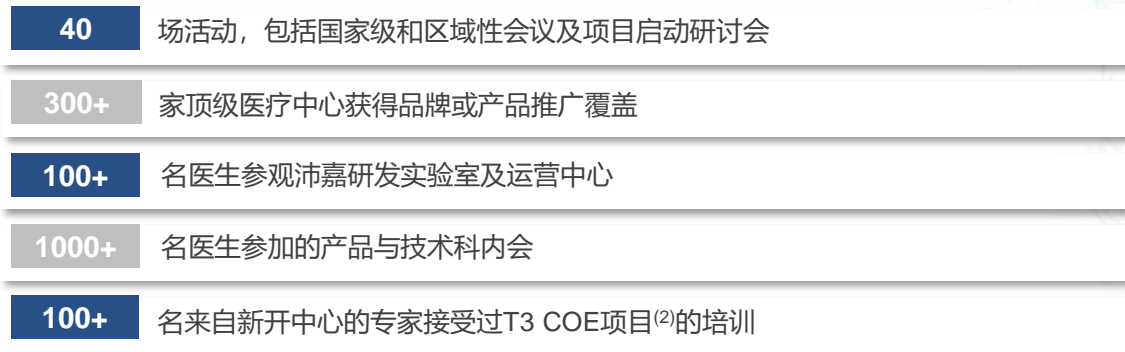 40 场活动，包括国家级和区域性会议及项目启动研讨会
300+ 家顶级医疗中心获得品牌或产品推广覆盖
100+ 名医生参观沛嘉研发实验室及运营中心
1000+ 名医生参加的产品与技术科内会
100+ 名来自新开中心的专家接受过T3 COE项目(2)的培训